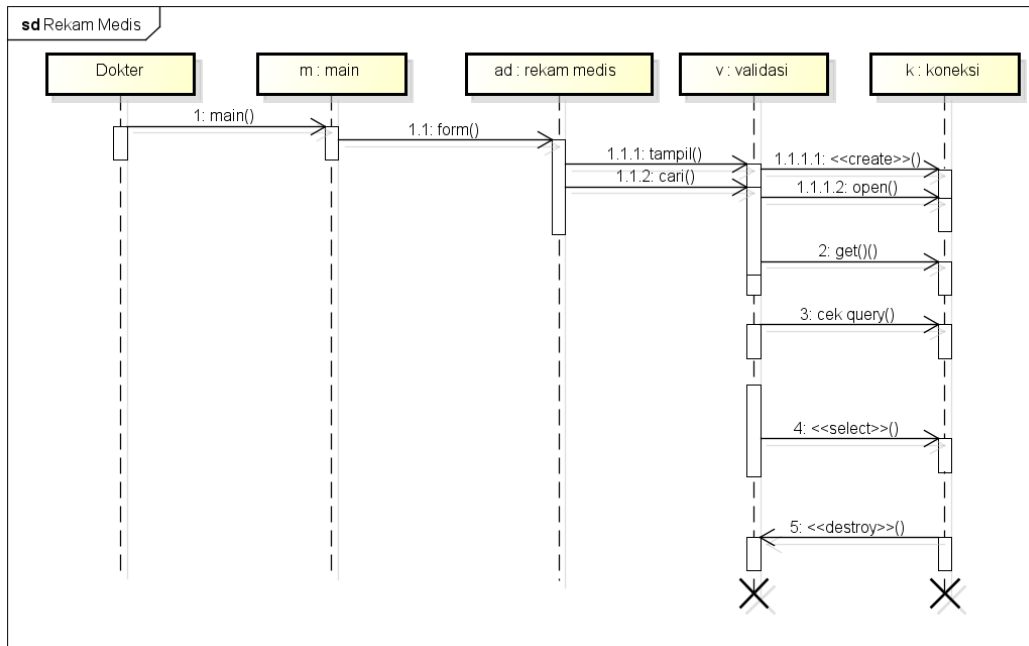 sd Rekam Medis
Dokter
m : main
ad : rekam medis
v : validasi
k : koneksi
1: main()
1.1: form()
1.1.1: tampil()
1.1.1.1: <<create>>()
1.1.2: cari()
1.1.1.2: open()
2: get()()
3: cek query()
4: <<select>>()
5: <<destroy>>()